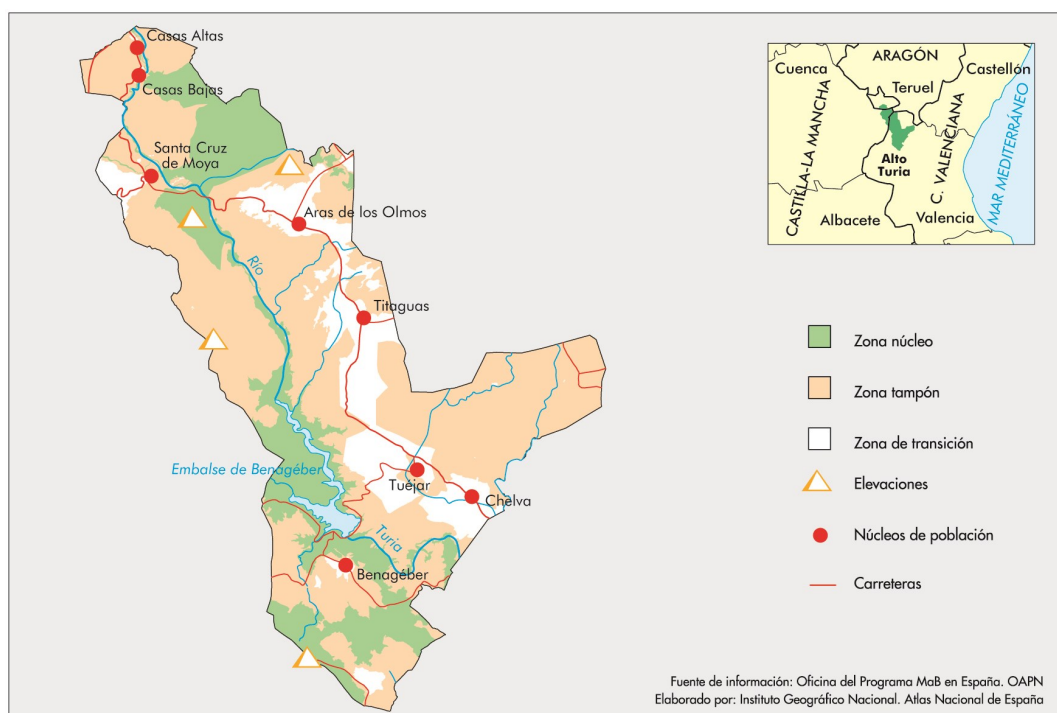 Casas Altas
Casas Bajas
Santa Cruz
de Moya
Aras de los Olmos
Río
Titaguas
Embalse de Benagéber
Tuéjar
Chelva
Turia
Benagéber
ARAGÓN
Cuenca
Teruel
Castellón
CASTILLA-LA MANCHA
Alto
Turia
C. VALENCIANA
MAR MEDITERRÁNEO
Albacete
Valencia
Zona núcleo
Zona tampón
Zona de transición
Elevaciones
Núcleos de población
Carreteras
Fuente de información: Oficina del Programa MaB en España. OAPN
Elaborado por: Instituto Geográfico Nacional. Atlas Nacional de España